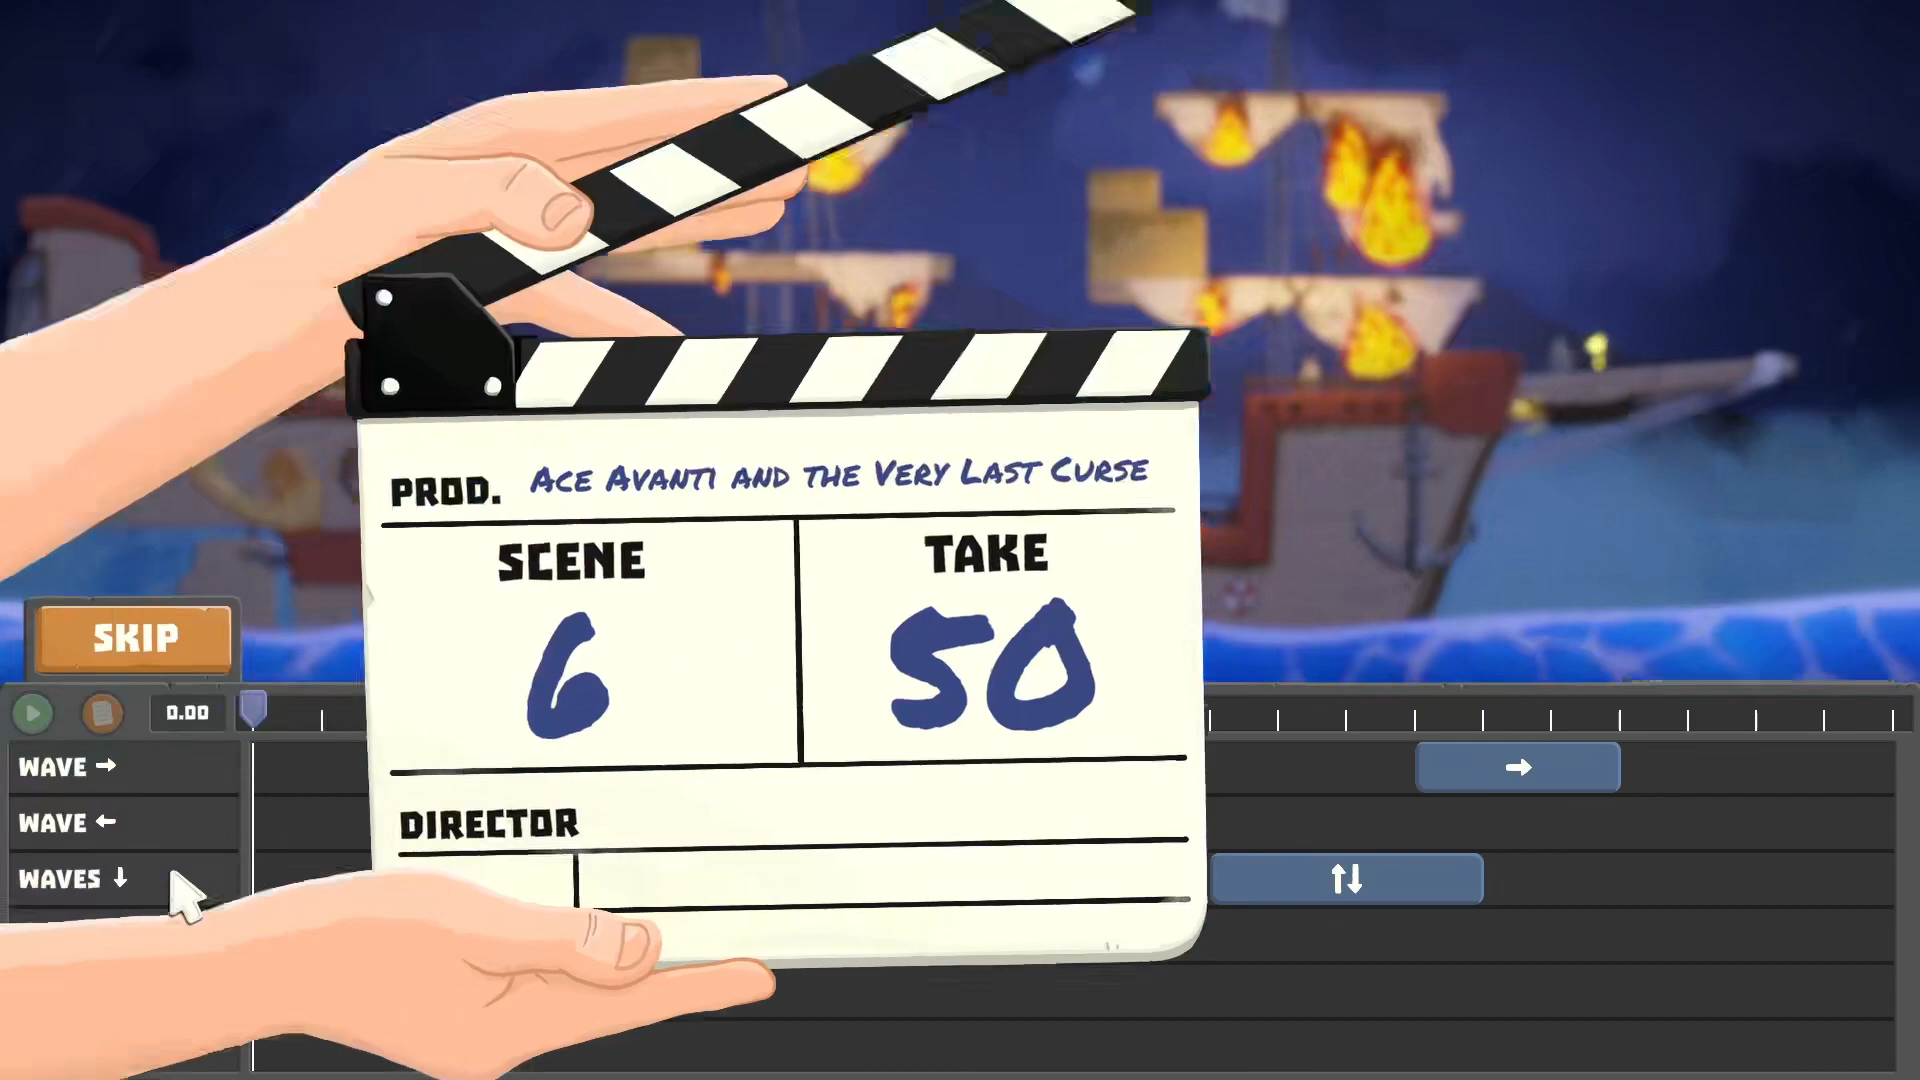 PROD. ACE AVANTI AND THE VERY LAST CURSE
SCENE TAKE
6 50
SKIP
0.00
WAVE →
WAVE ←
DIRECTOR
WAVES ↓